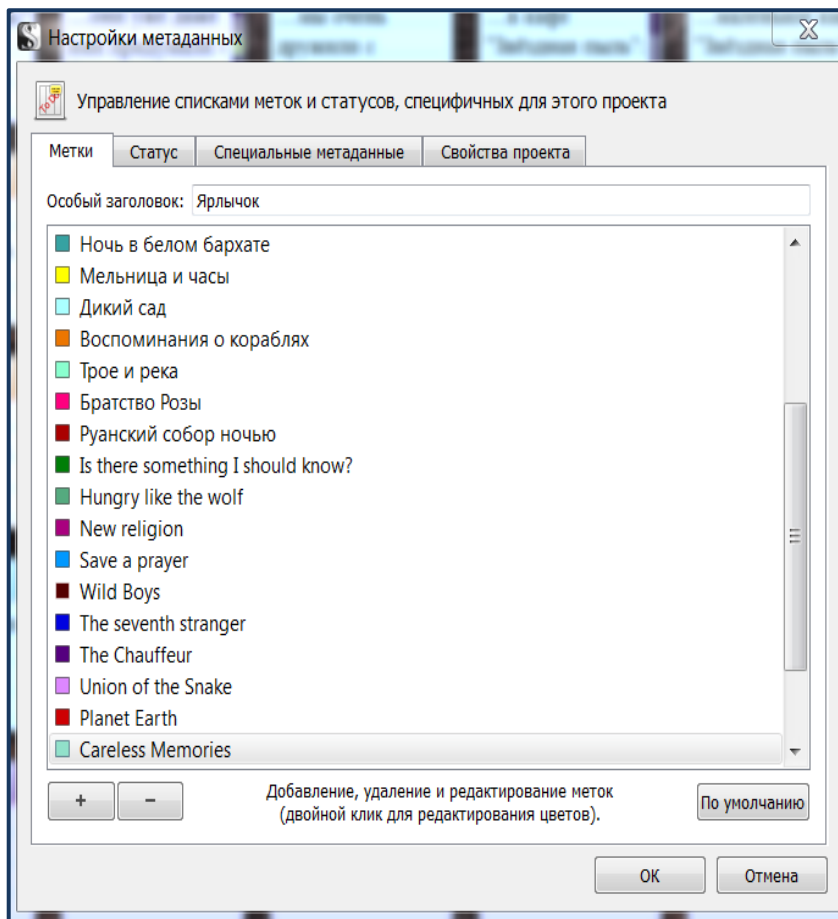 Настройки метаданных
Управление списками меток и статусов, специфичных для этого проекта
Метки Статус Специальные метаданные Свойства проекта
Особый заголовок: Ярлычок
Ночь в белом бархате
Мельница и часы
Дикий сад
Воспоминания о кораблях
Трое и река
Братство Розы
Руанский собор ночью
Is there something I should know?
Hungry like the wolf
New religion
Save a prayer
Wild Boys
The seventh stranger
The Chauffeur
Union of the Snake
Planet Earth
Careless Memories
+ − Добавление, удаление и редактирование меток
(двойной клик для редактирования цветов).
По умолчанию
ОК Отмена